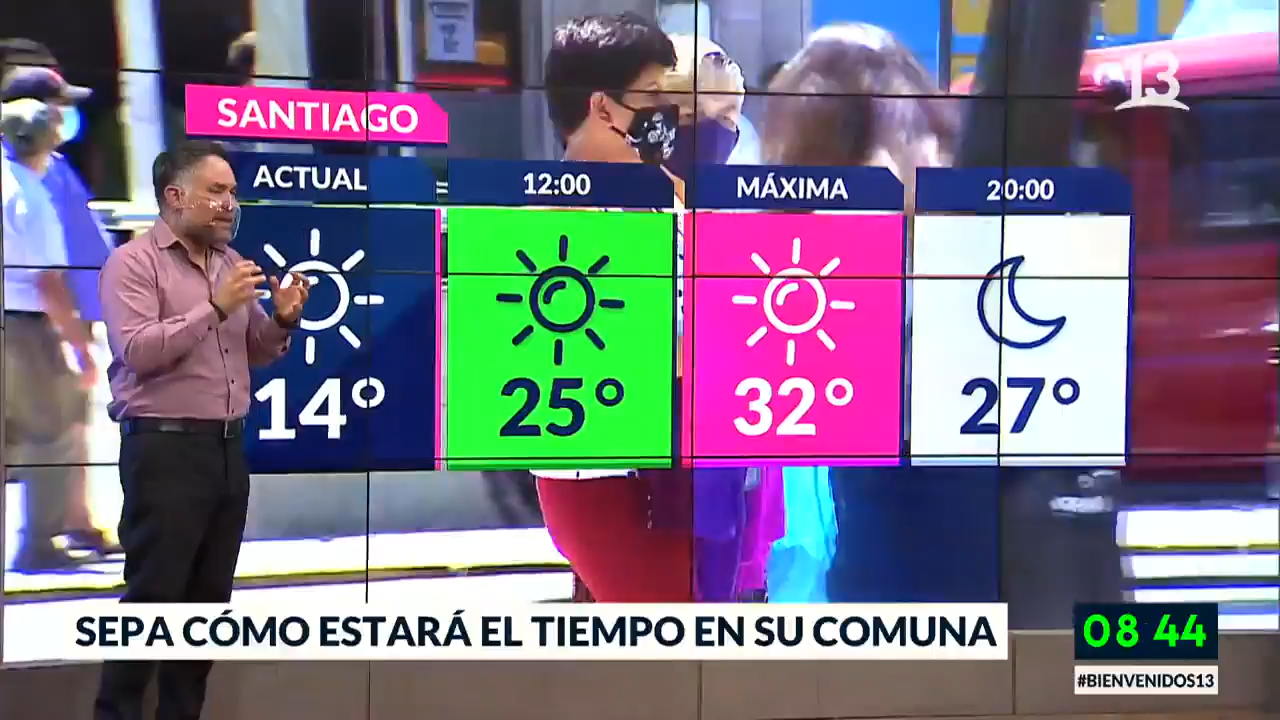 13
SANTIAGO
ACTUAL
12:00
MÁXIMA
20:00
14°
25°
32°
27°
SEPA CÓMO ESTARÁ EL TIEMPO EN SU COMUNA
08 44
#BIENVENIDOS13